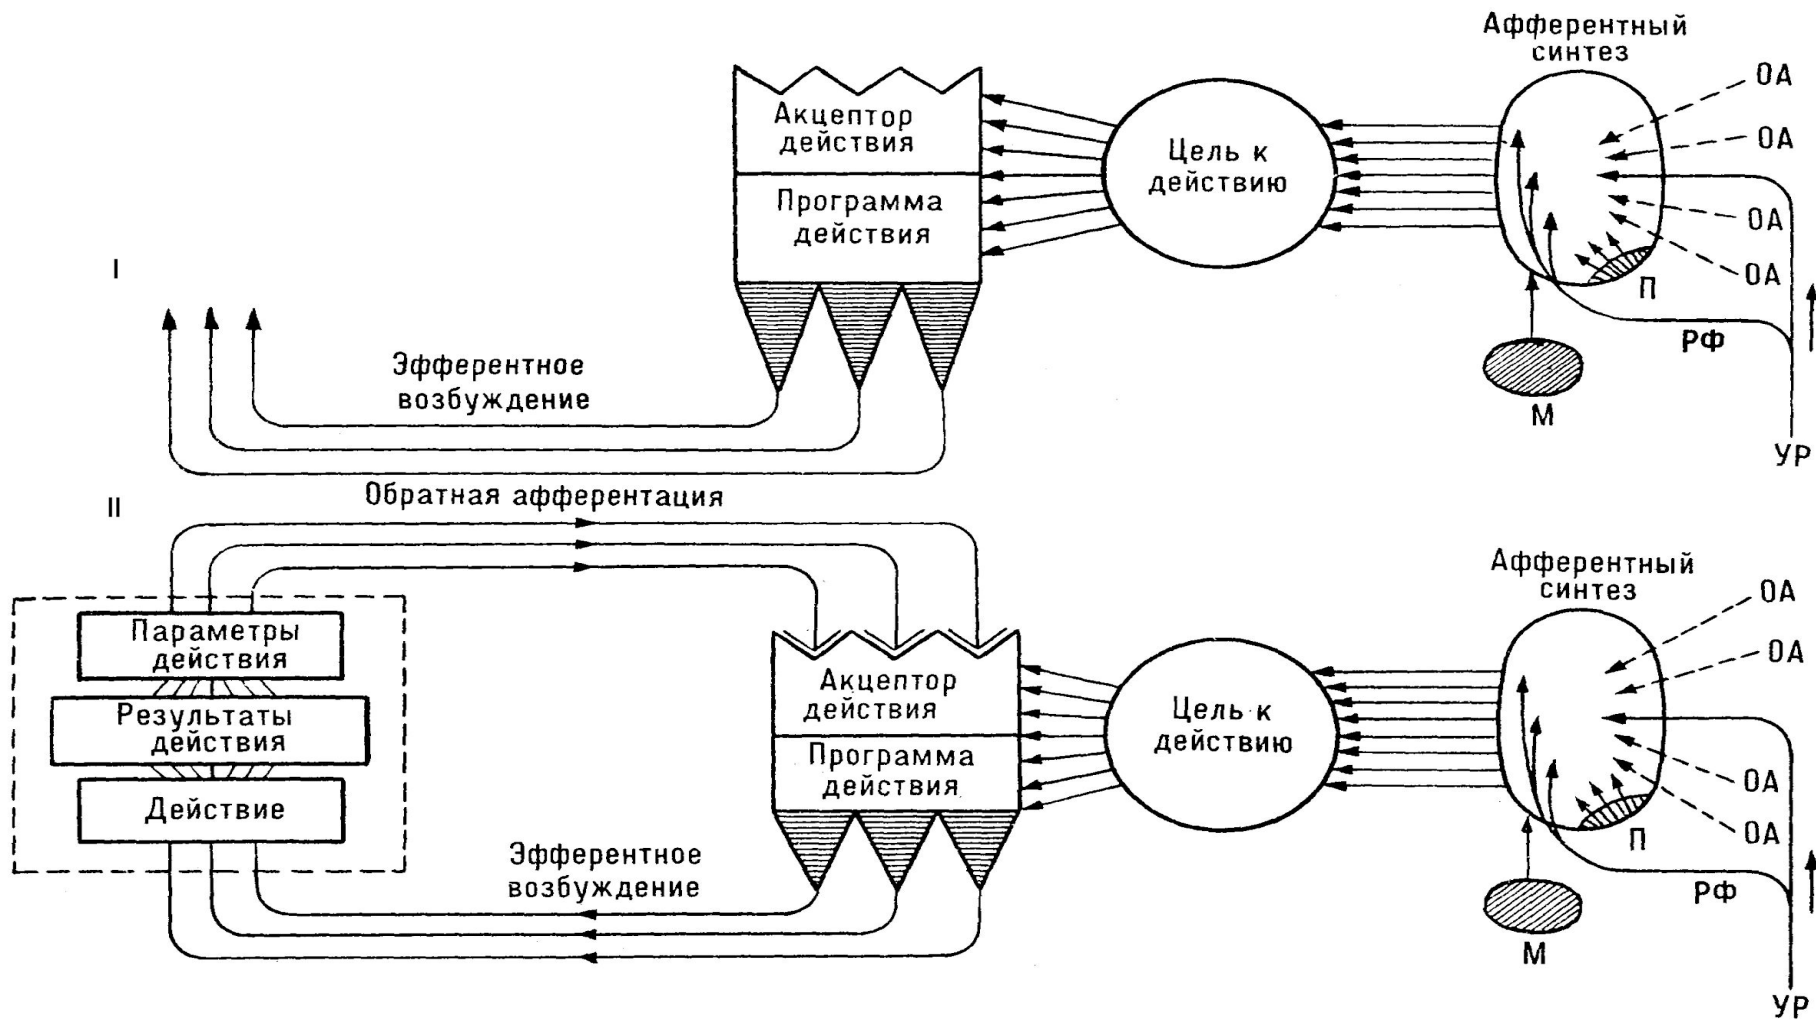 Афферентный
синтез
ОА
ОА
ОА
ОА
Акцептор
действия
Программа
действия
Цель к
действию
I
П
РФ
М
УР
Эфферентное
возбуждение
II
Обратная афферентация
Афферентный
синтез
ОА
ОА
ОА
ОА
Параметры
действия
Результаты
действия
Действие
Акцептор
действия
Программа
действия
Цель к
действию
П
РФ
М
УР
Эфферентное
возбуждение